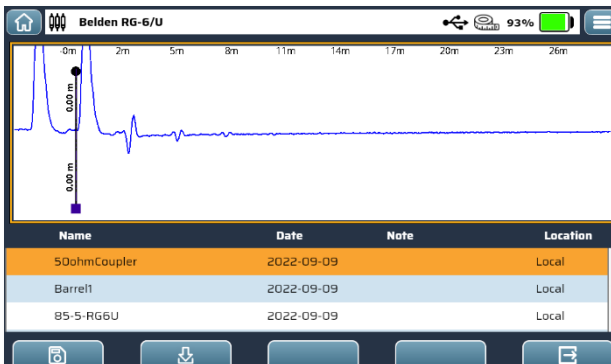 Belden RG-6/U 93%
-0m 2m 5m 8m 11m 14m 17m 20m 23m 26m
0.00 m
0.00 m
Name Date Note Location
50ohmCoupler 2022-09-09 Local
Barrel1 2022-09-09 Local
85-5-RG6U 2022-09-09 Local